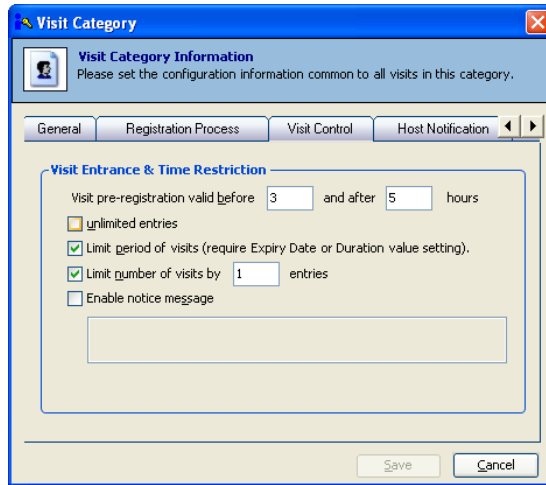 Visit Category
Visit Category Information
Please set the configuration information common to all visits in this category.
General Registration Process Visit Control Host Notification
Visit Entrance & Time Restriction
Visit pre-registration valid before 3 and after 5 hours
unlimited entries
Limit period of visits (require Expiry Date or Duration value setting).
Limit number of visits by 1 entries
Enable notice message
Save Cancel